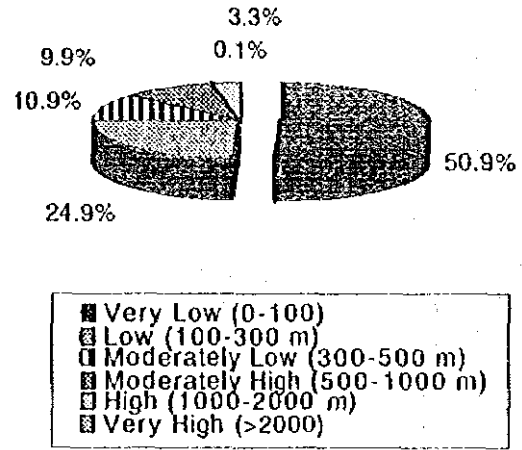 3.3%
9.9%
0.1%
10.9%
50.9%
24.9%
Very Low (0-100)
Low (100-300 m)
Moderately Low (300-500 m)
Moderately High (500-1000 m)
High (1000-2000 m)
Very High (>2000)